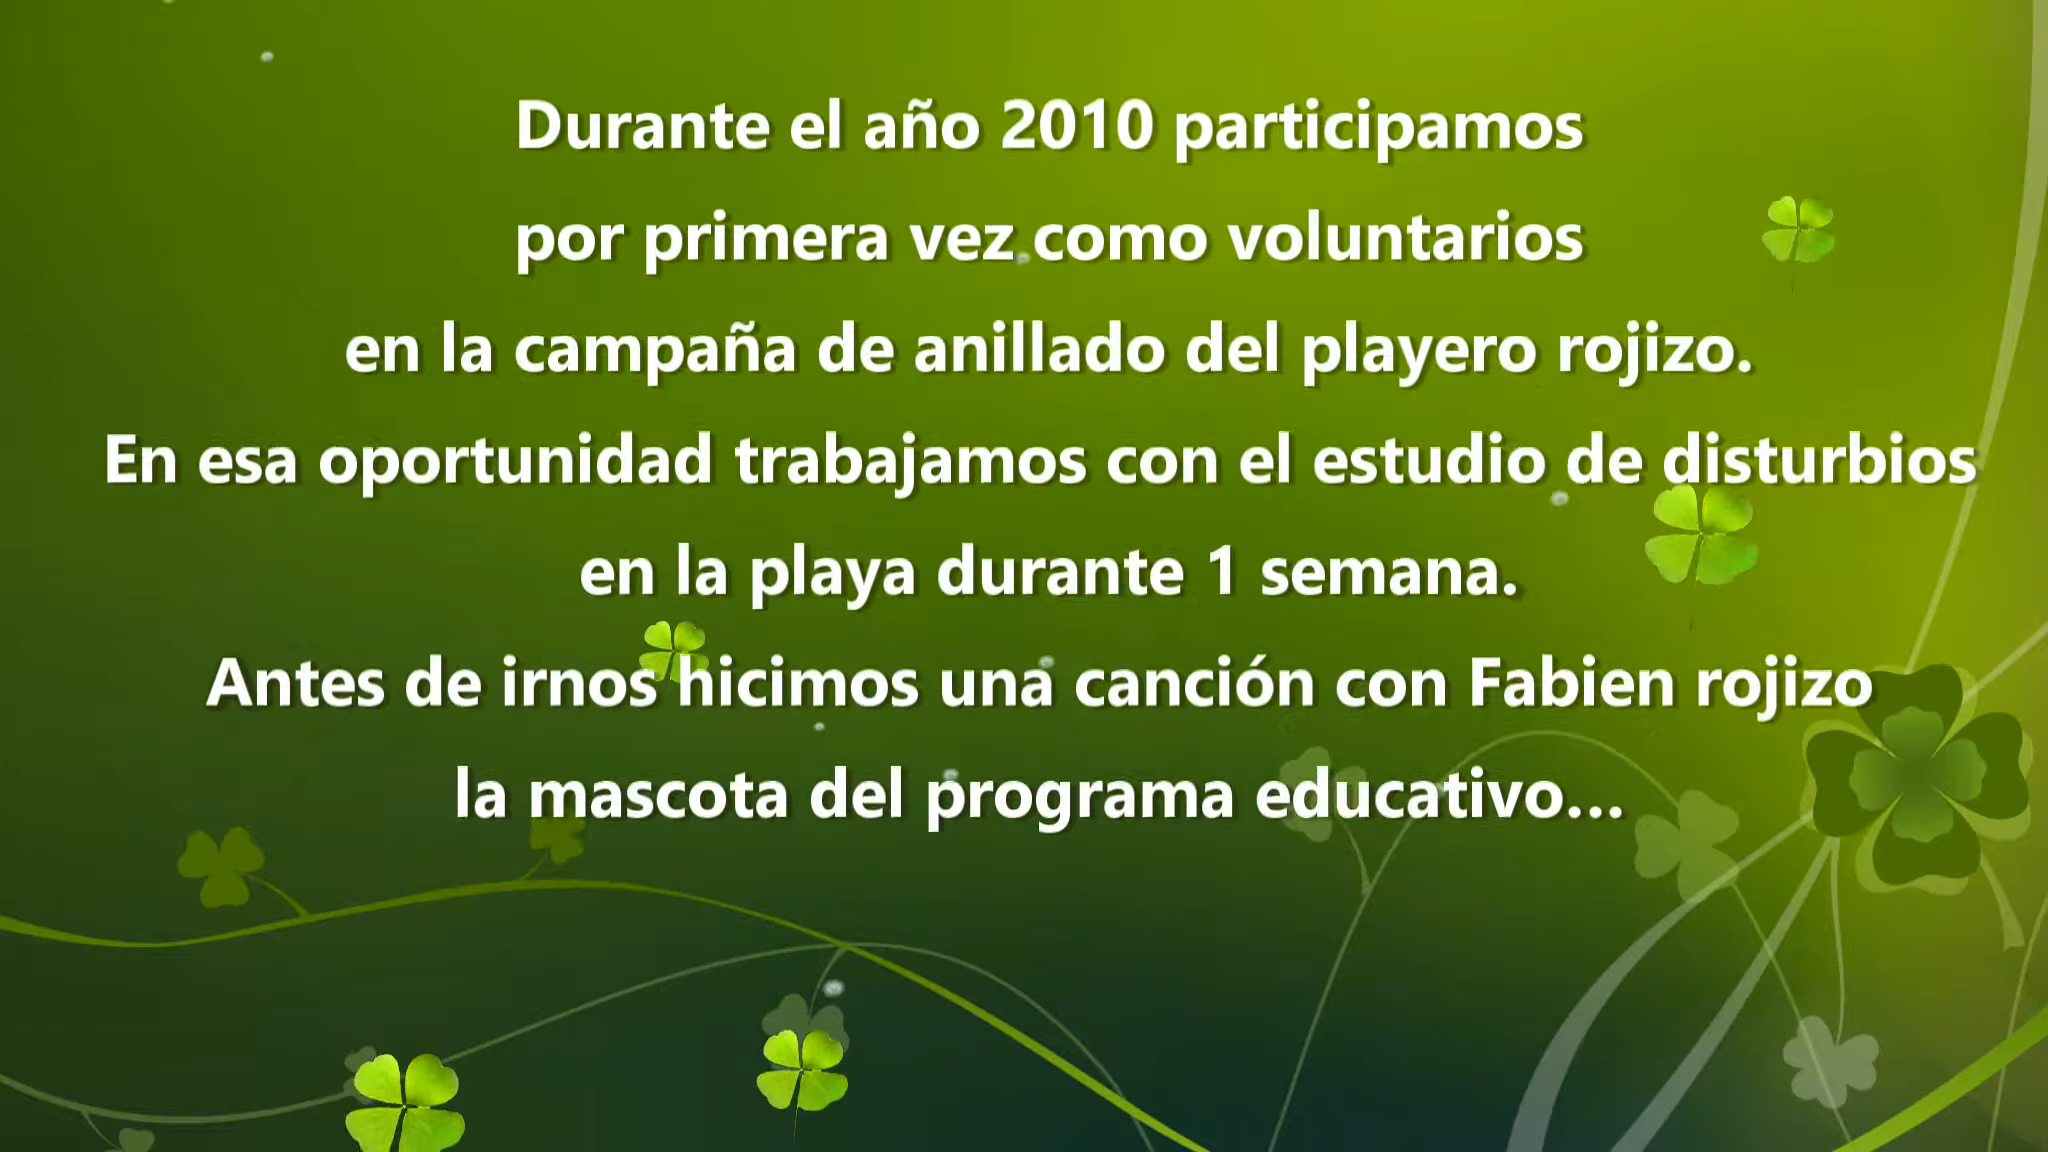 Durante el año 2010 participamos
por primera vez como voluntarios
en la campaña de anillado del playero rojizo.
En esa oportunidad trabajamos con el estudio de disturbios
en la playa durante 1 semana.
Antes de irnos hicimos una canción con Fabien rojizo
la mascota del programa educativo...